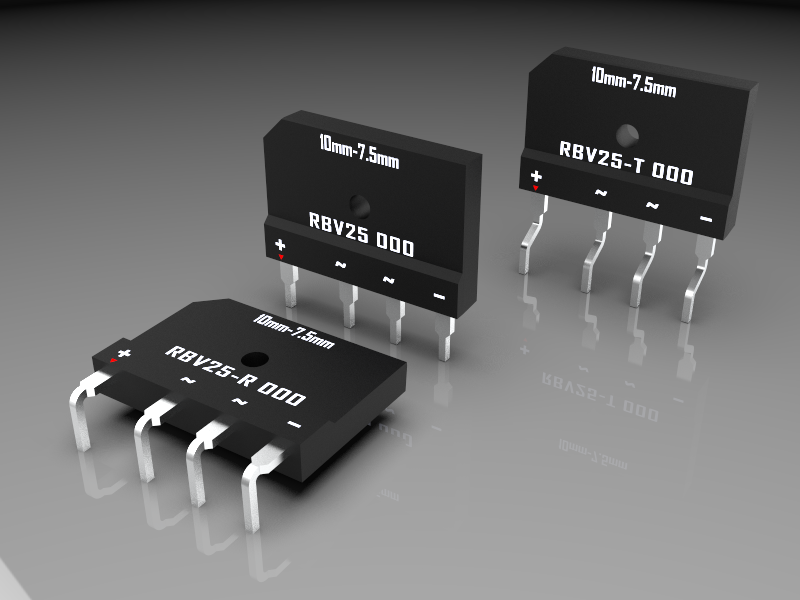 10mm-7.5mm
RBV25 000
+ ~ ~ -
10mm-7.5mm
RBV25-T 000
+ ~ ~ -
10mm-7.5mm
RBV25-R 000
+ ~ ~ -